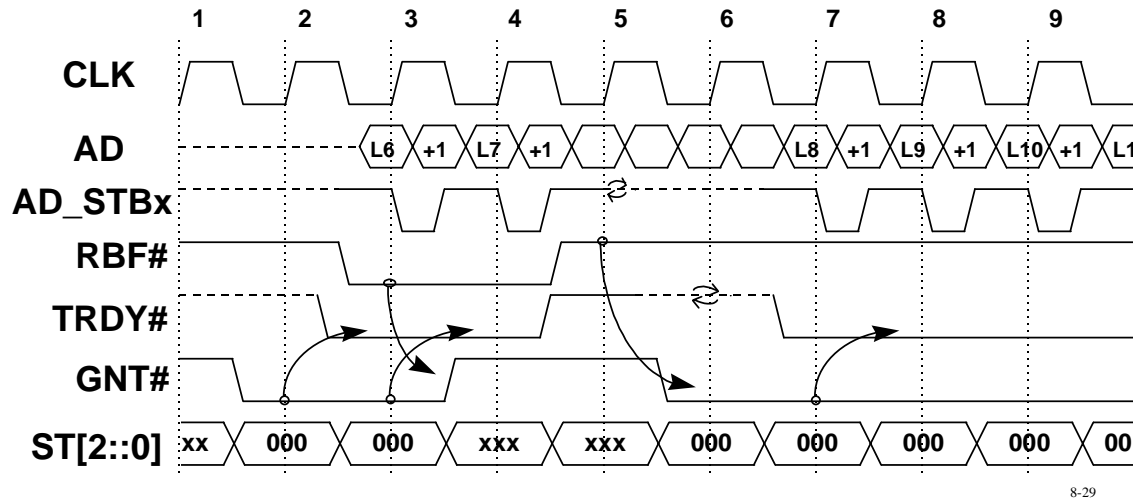 1 2 3 4 5 6 7 8 9
CLK
AD L6 +1 L7 +1 L8 +1 L9 +1 L10 +1 L1
AD_STBx
RBF#
TRDY#
GNT#
ST[2::0] xx 000 000 xxx xxx 000 000 000 000 00
8-29